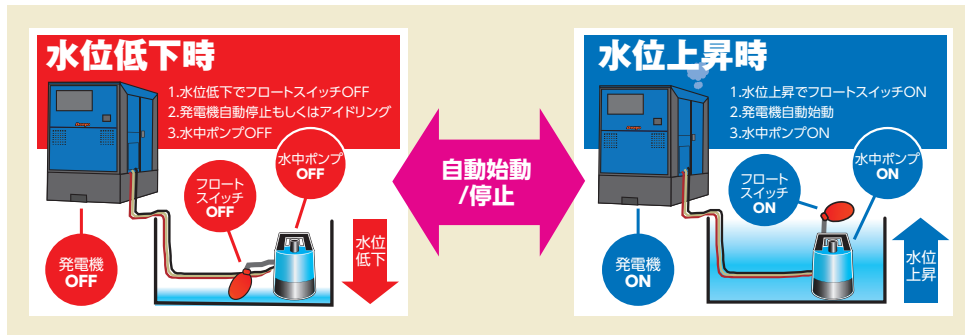 水位低下時
1.水位低下でフロートスイッチOFF
2.発電機自動停止もしくはアイドリング
3.水中ポンプOFF
水中ポンプ
OFF
フロート
スイッチ
OFF
発電機
OFF
水位
低下
自動始動
/停止
水位上昇時
1.水位上昇でフロートスイッチON
2.発電機自動始動
3.水中ポンプON
水中ポンプ
ON
フロート
スイッチ
ON
発電機
ON
水位
上昇